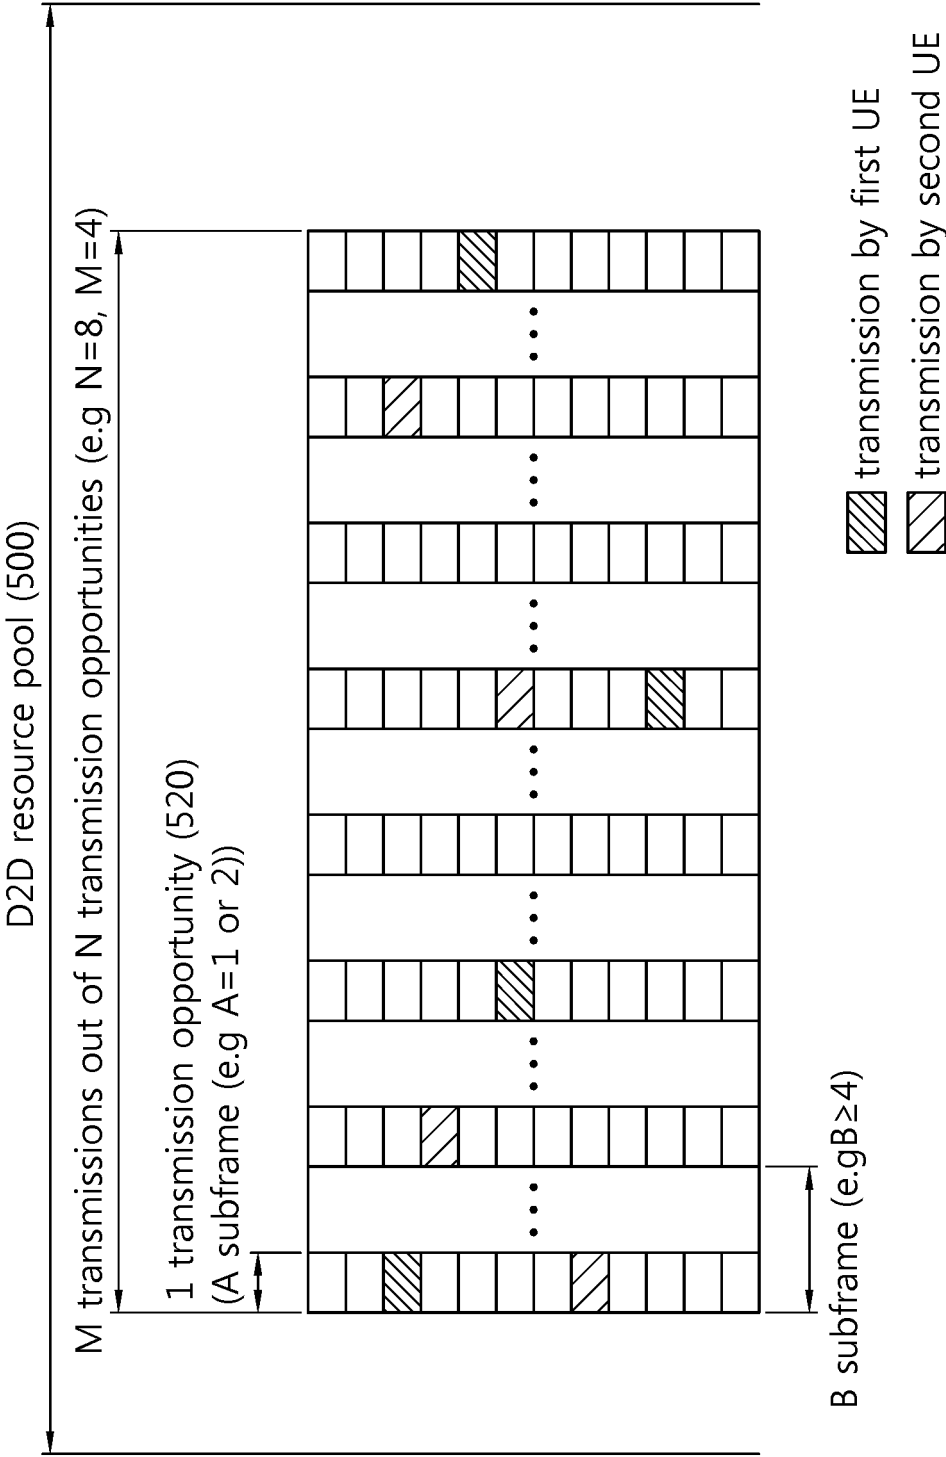 D2D resource pool (500)
M transmissions out of N transmission opportunities (e.g N=8, M=4)
1 transmission opportunity (520)
(A subframe (e.g A=1 or 2))
B subframe (e.gB≥4)
transmission by first UE
transmission by second UE